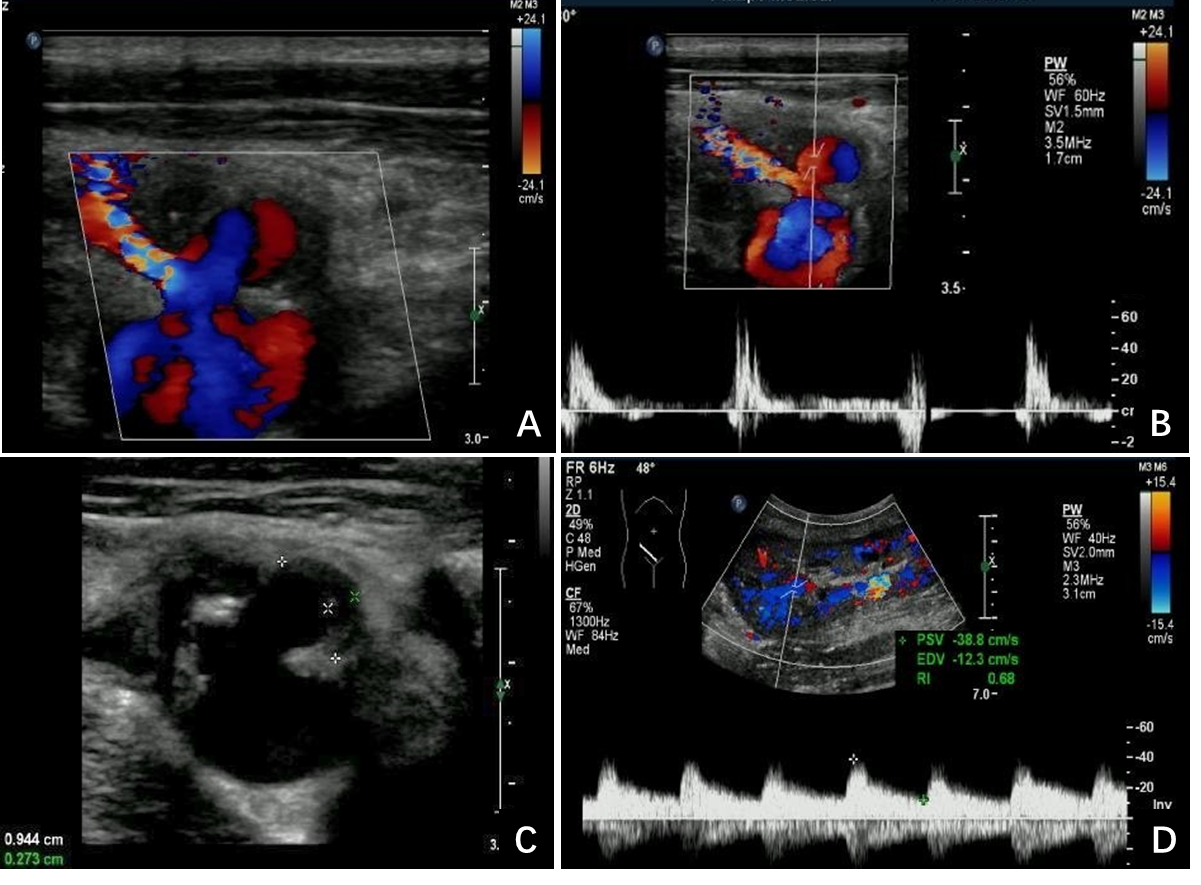 z
M2 M3
+24.1
P
-24.1
cm/s
z
X
3.0
A
0°
M2 M3
+24.1
P
PW
56%
WF 60Hz
SV1.5mm
M2
3.5MHz
1.7cm
X
-24.1
cm/s
3.5
60
40
20
cr
-2
B
X
3.
0.944 cm
0.273 cm
C
FR 6Hz
48°
RP
Z 1.1
2D
49%
C 48
P Med
HGen
CF
67%
1300Hz
WF 84Hz
Med
P
M3 M6
+15.4
PW
56%
WF 40Hz
SV2.0mm
M3
2.3MHz
3.1cm
X
-15.4
cm/s
PSV -38.8 cm/s
EDV -12.3 cm/s
RI 0.68
7.0
-60
-40
-20
Inv
D